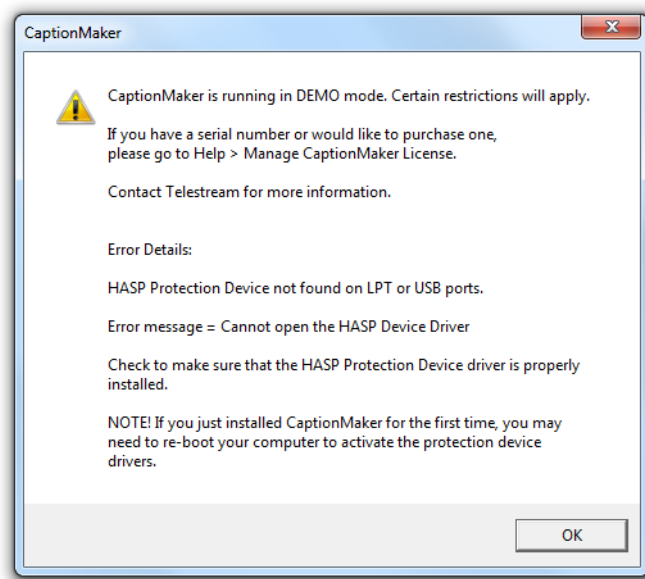 CaptionMaker
CaptionMaker is running in DEMO mode. Certain restrictions will apply.
If you have a serial number or would like to purchase one,
please go to Help > Manage CaptionMaker License.
Contact Telestream for more information.
Error Details:
HASP Protection Device not found on LPT or USB ports.
Error message = Cannot open the HASP Device Driver
Check to make sure that the HASP Protection Device driver is properly
installed.
NOTE! If you just installed CaptionMaker for the first time, you may
need to re-boot your computer to activate the protection device
drivers.
OK